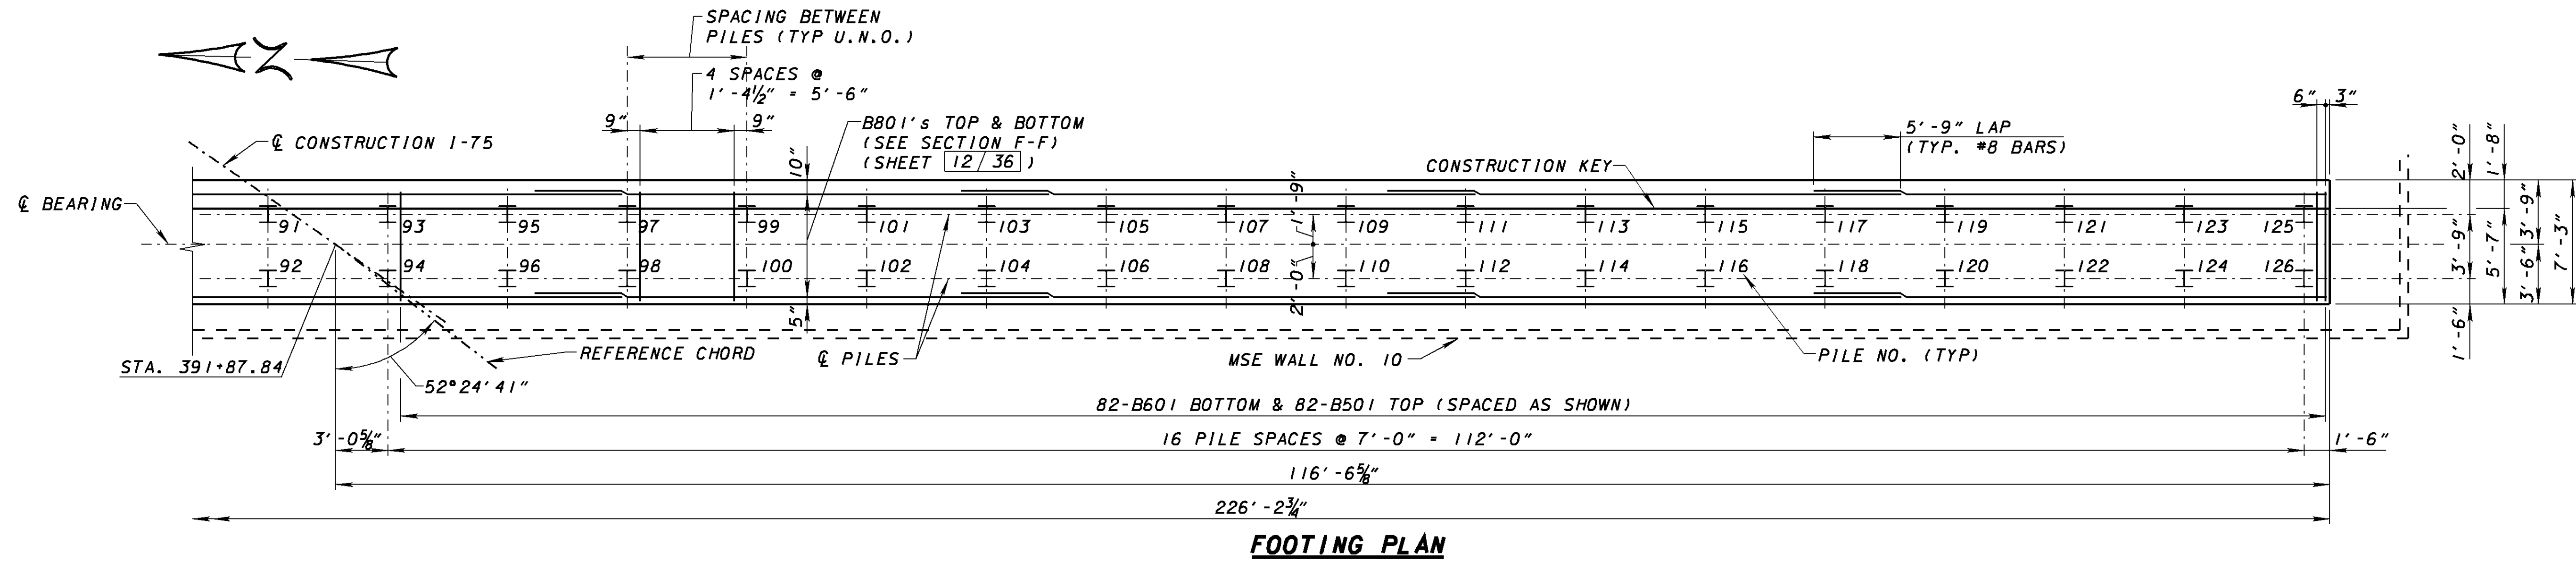 SPACING BETWEEN
PILES (TYP U.N.O.)
4 SPACES @
1'-4½" = 5'-6"
N
9"
9"
℄ CONSTRUCTION I-75
B801's TOP & BOTTOM
(SEE SECTION F-F)
(SHEET 12/36)
10"
5'-9" LAP
(TYP. #8 BARS)
6"
3"
CONSTRUCTION KEY
℄ BEARING
1'-9"
2'-0"
1'-8"
91 93 95 97 99 101 103 105 107 109 111 113 115 117 119 121 123 125
92 94 96 98 100 102 104 106 108 110 112 114 116 118 120 122 124 126
2'-0"
5"
3'-9"
5'-7"
3'-9"
3'-6"
7'-3"
1'-6"
STA. 391+87.84
REFERENCE CHORD
℄ PILES
MSE WALL NO. 10
PILE NO. (TYP)
52°24'41"
82-B601 BOTTOM & 82-B501 TOP (SPACED AS SHOWN)
3'-0⅝"
16 PILE SPACES @ 7'-0" = 112'-0"
1'-6"
116'-6⅝"
226'-2¾"
FOOTING PLAN